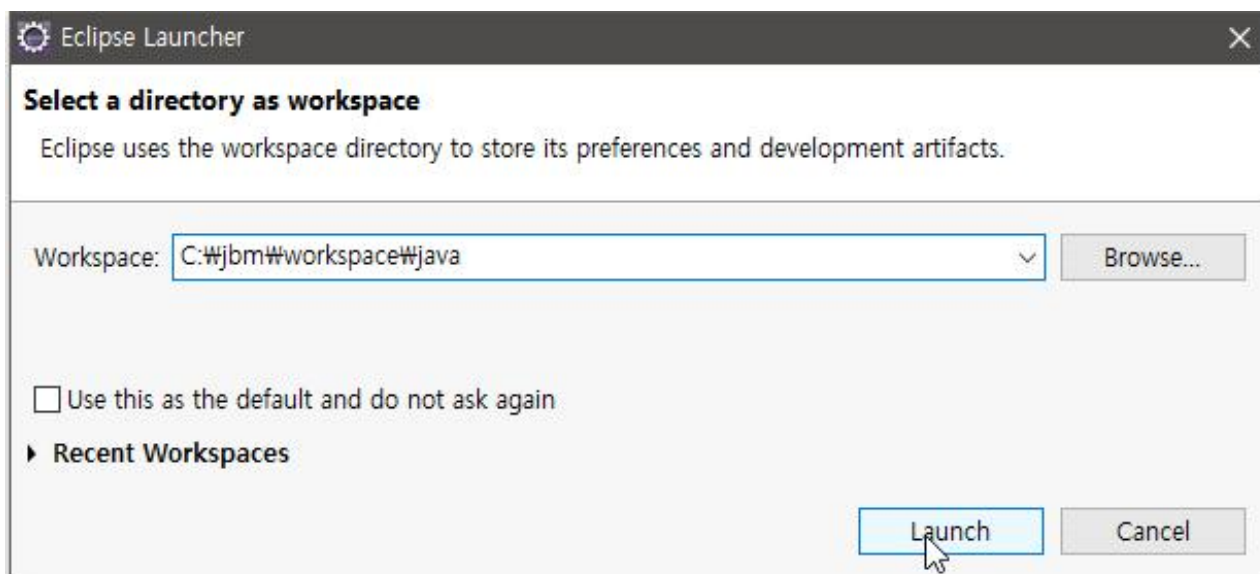 Eclipse Launcher
Select a directory as workspace
Eclipse uses the workspace directory to store its preferences and development artifacts.
Workspace: C:₩jbm₩workspace₩java Browse...
Use this as the default and do not ask again
Recent Workspaces
Launch Cancel